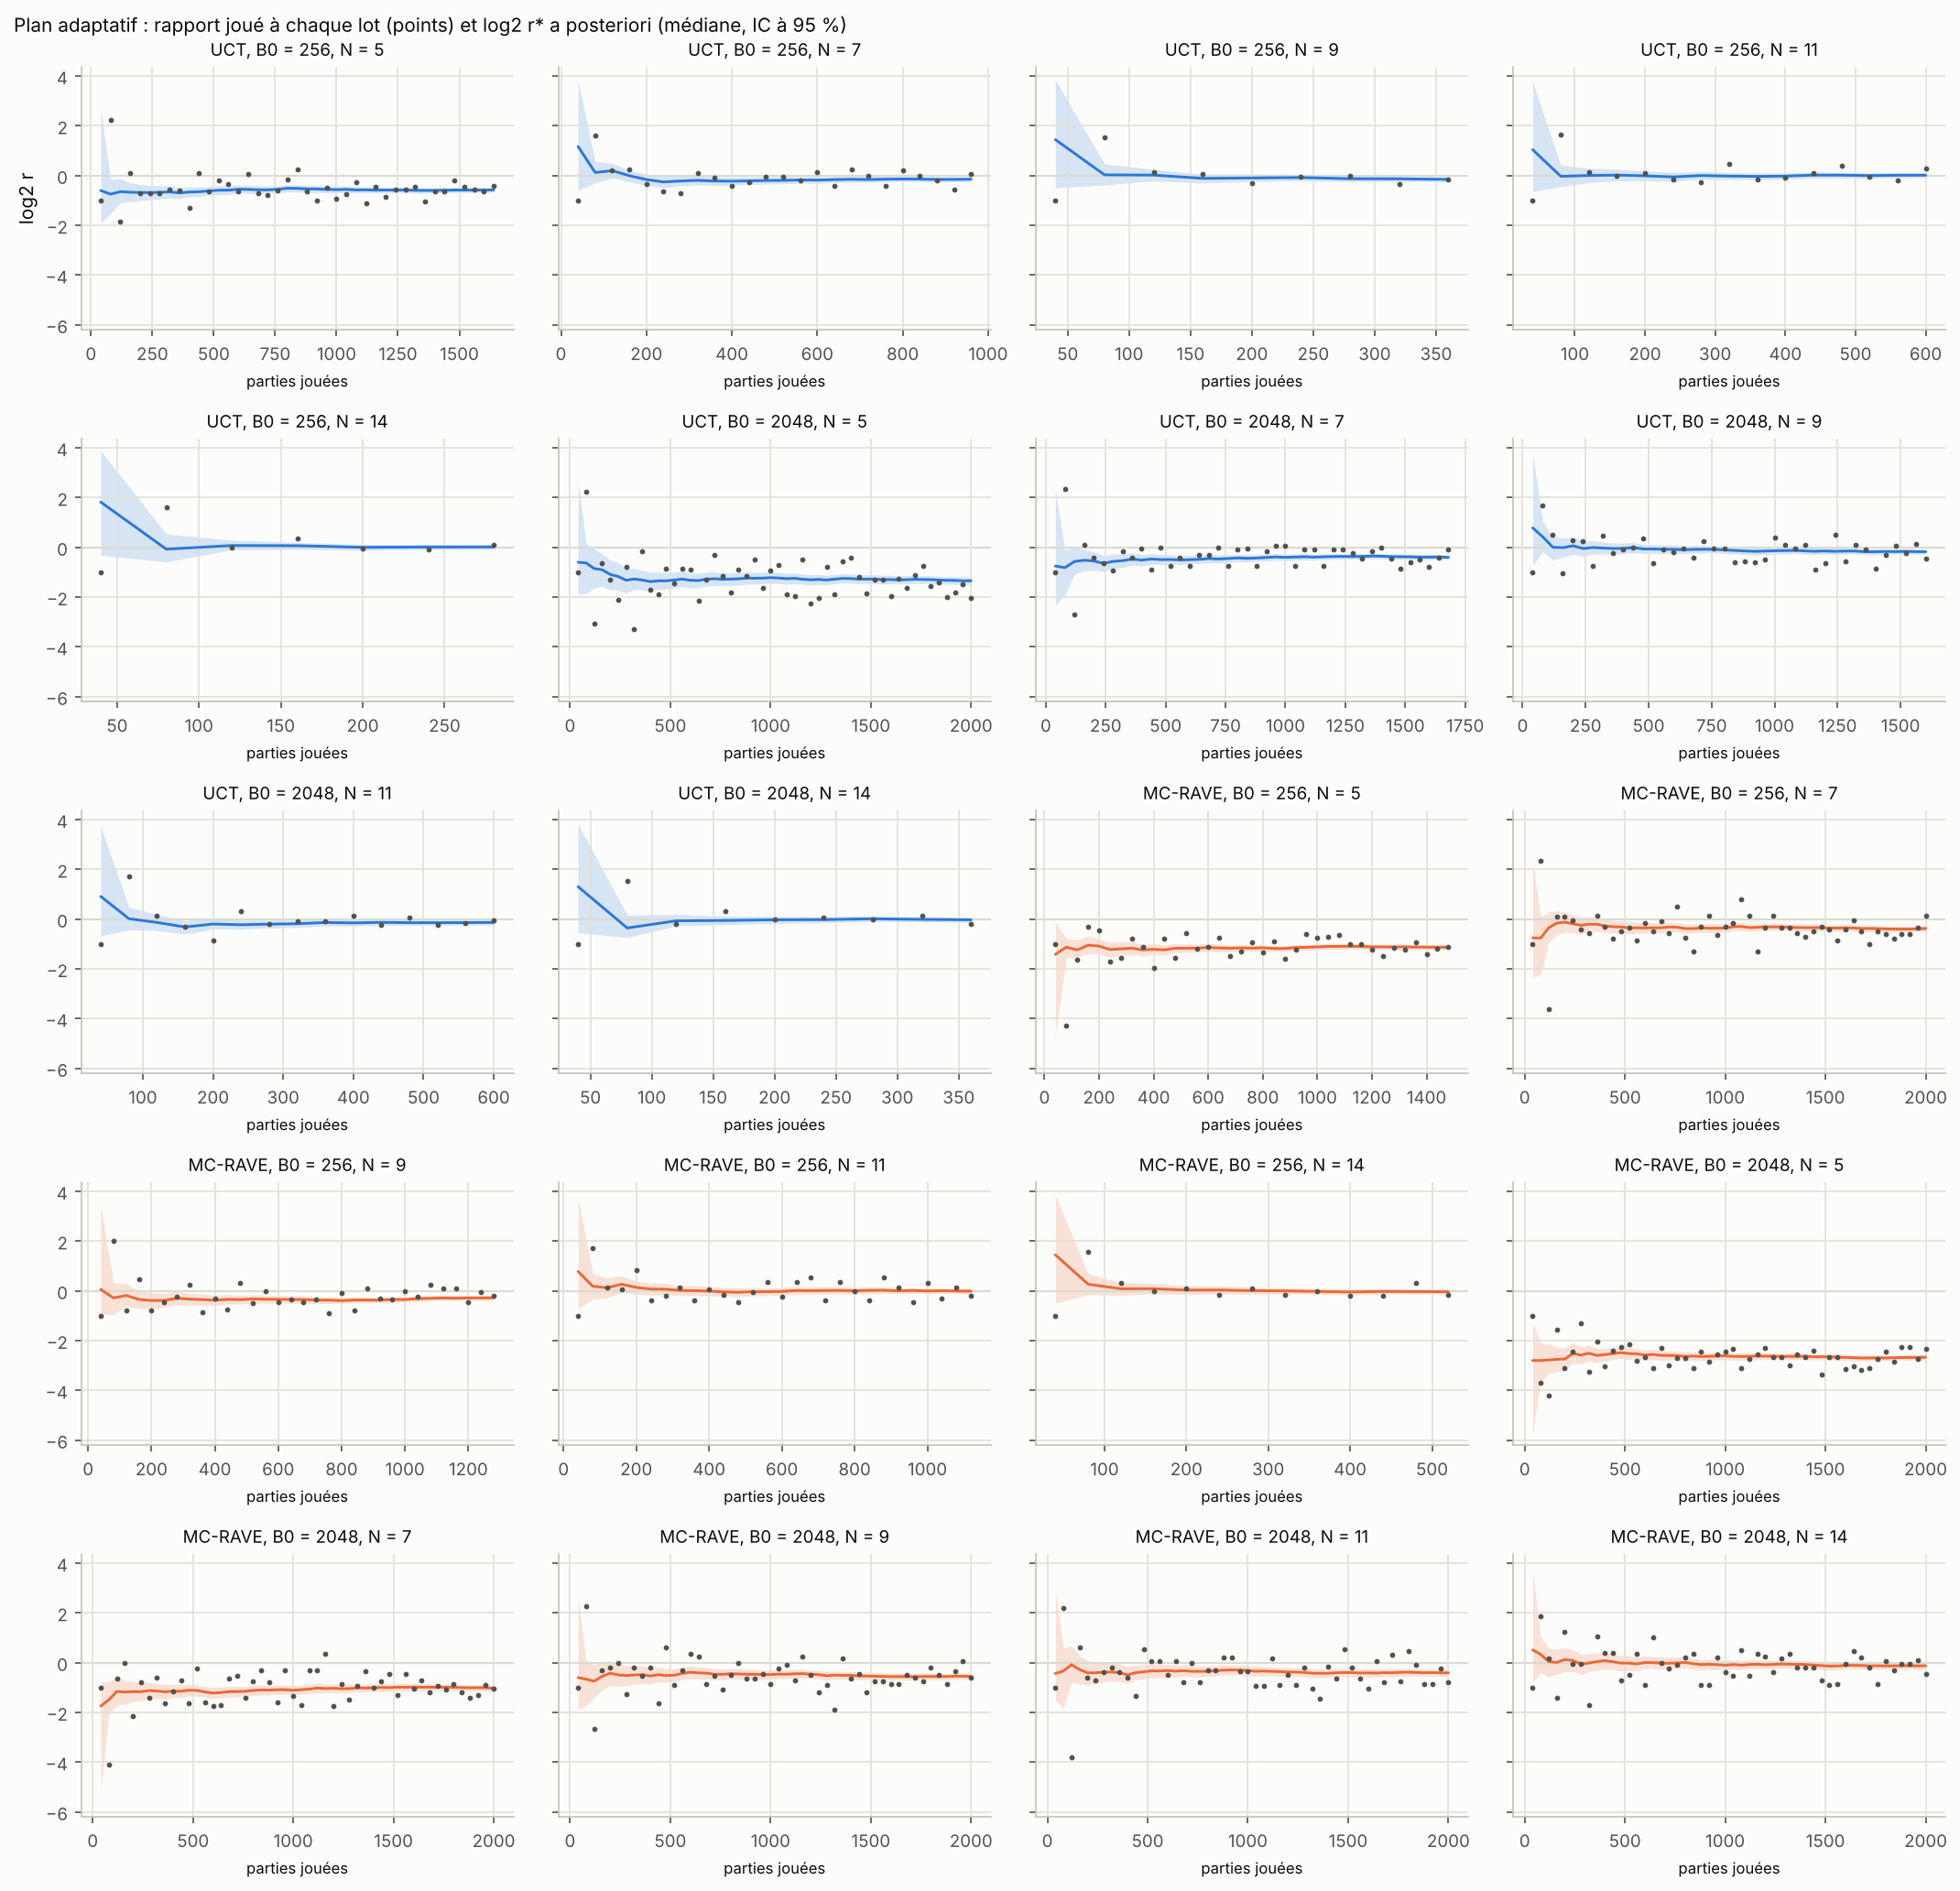 Plan adaptatif : rapport joué à chaque lot (points) et log2 r* a posteriori (médiane, IC à 95 %)
UCT, B0 = 256, N = 5
UCT, B0 = 256, N = 7
UCT, B0 = 256, N = 9
UCT, B0 = 256, N = 11
log2 r
4
2
0
−2
−4
−6
0 250 500 750 1000 1250 1500
0 200 400 600 800 1000
50 100 150 200 250 300 350
100 200 300 400 500 600
parties jouées
parties jouées
parties jouées
parties jouées
UCT, B0 = 256, N = 14
UCT, B0 = 2048, N = 5
UCT, B0 = 2048, N = 7
UCT, B0 = 2048, N = 9
4
2
0
−2
−4
−6
50 100 150 200 250
0 500 1000 1500 2000
0 250 500 750 1000 1250 1500 1750
0 250 500 750 1000 1250 1500
parties jouées
parties jouées
parties jouées
parties jouées
UCT, B0 = 2048, N = 11
UCT, B0 = 2048, N = 14
MC-RAVE, B0 = 256, N = 5
MC-RAVE, B0 = 256, N = 7
4
2
0
−2
−4
−6
100 200 300 400 500 600
50 100 150 200 250 300 350
0 200 400 600 800 1000 1200 1400
0 500 1000 1500 2000
parties jouées
parties jouées
parties jouées
parties jouées
MC-RAVE, B0 = 256, N = 9
MC-RAVE, B0 = 256, N = 11
MC-RAVE, B0 = 256, N = 14
MC-RAVE, B0 = 2048, N = 5
4
2
0
−2
−4
−6
0 200 400 600 800 1000 1200
0 200 400 600 800 1000
100 200 300 400 500
0 500 1000 1500 2000
parties jouées
parties jouées
parties jouées
parties jouées
MC-RAVE, B0 = 2048, N = 7
MC-RAVE, B0 = 2048, N = 9
MC-RAVE, B0 = 2048, N = 11
MC-RAVE, B0 = 2048, N = 14
4
2
0
−2
−4
−6
0 500 1000 1500 2000
0 500 1000 1500 2000
0 500 1000 1500 2000
0 500 1000 1500 2000
parties jouées
parties jouées
parties jouées
parties jouées